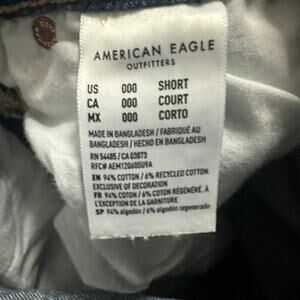 AMERICAN EAGLE
OUTFITTERS
US 000 SHORT
CA 000 COURT
MX 000 CORTO
MADE IN BANGLADESH / FABRIQUÉ AU
BANGLADESH / HECHO EN BANGLADESH
RN 54485 / CA 03873
RFC# AEM120605U9A
EN 94% COTTON / 6% RECYCLED COTTON.
EXCLUSIVE OF DECORATION
FR 94% COTON / 6% COTON RÉGÉNÉRÉ. À
L'EXCEPTION DE LA GARNITURE
SP 94% algodón / 6% algodón regenerado